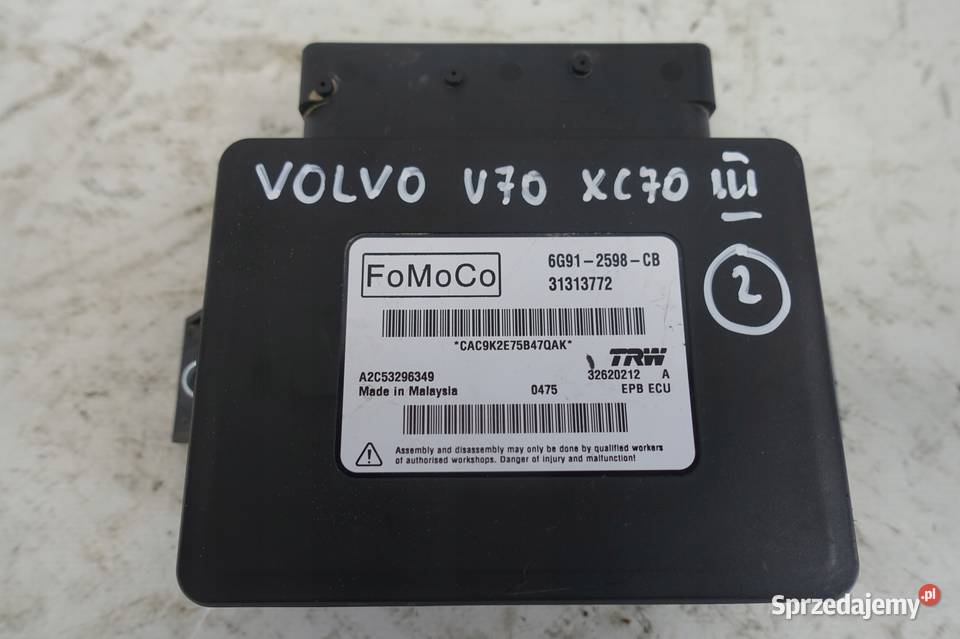 VOLVO V70 XC70 III
2
FoMoCo
6G91-2598-CB
31313772
*CAC9K2E75B47QAK*
TRW
A2C53296349
32620212 A
Made in Malaysia 0475 EPB ECU
Assembly and disassembly may only be done by qualified workers
of authorised workshops. Danger of injury and malfunction!
Sprzedajemy.pl